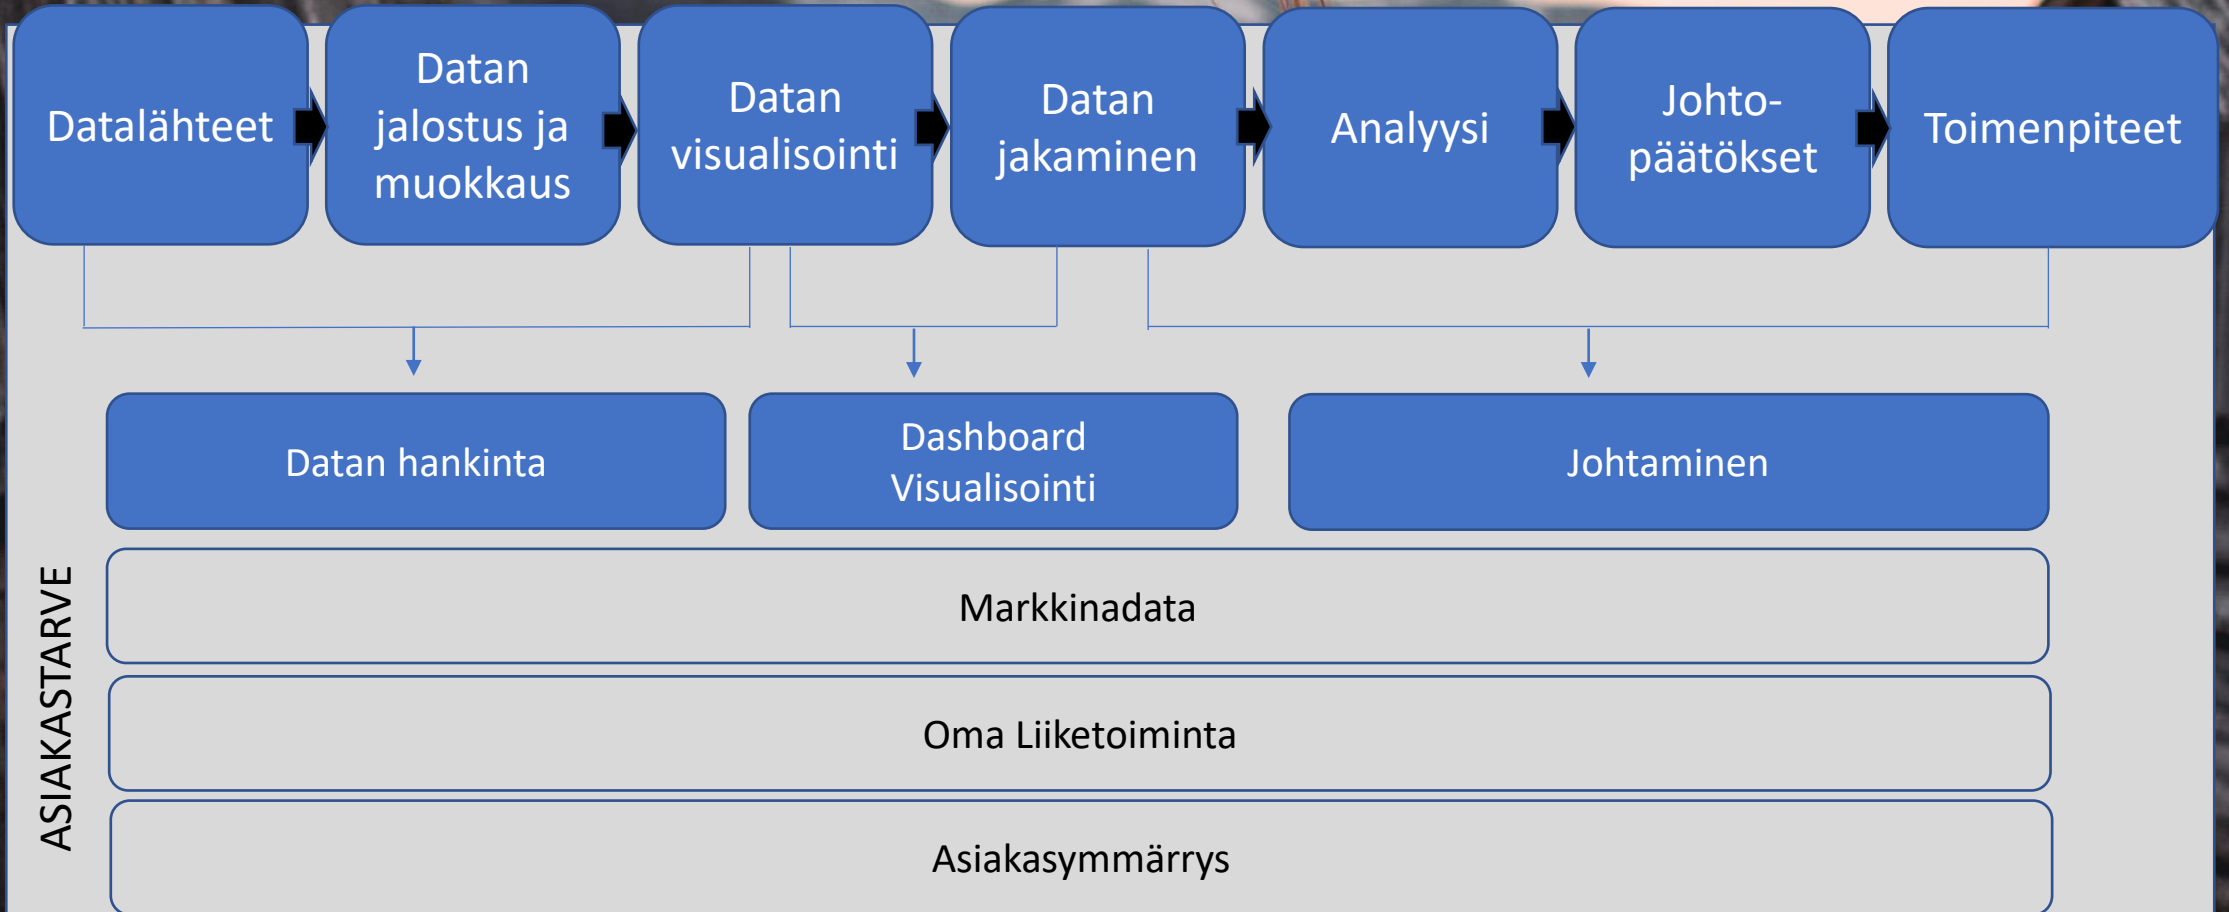 Datalähteet
Datan
jalostus ja
muokkaus
Datan
visualisointi
Datan
jakaminen
Analyysi
Johto-
päätökset
Toimenpiteet
Datan hankinta
Dashboard
Visualisointi
Johtaminen
ASIAKASTARVE
Markkinadata
Oma Liiketoiminta
Asiakasymmärrys